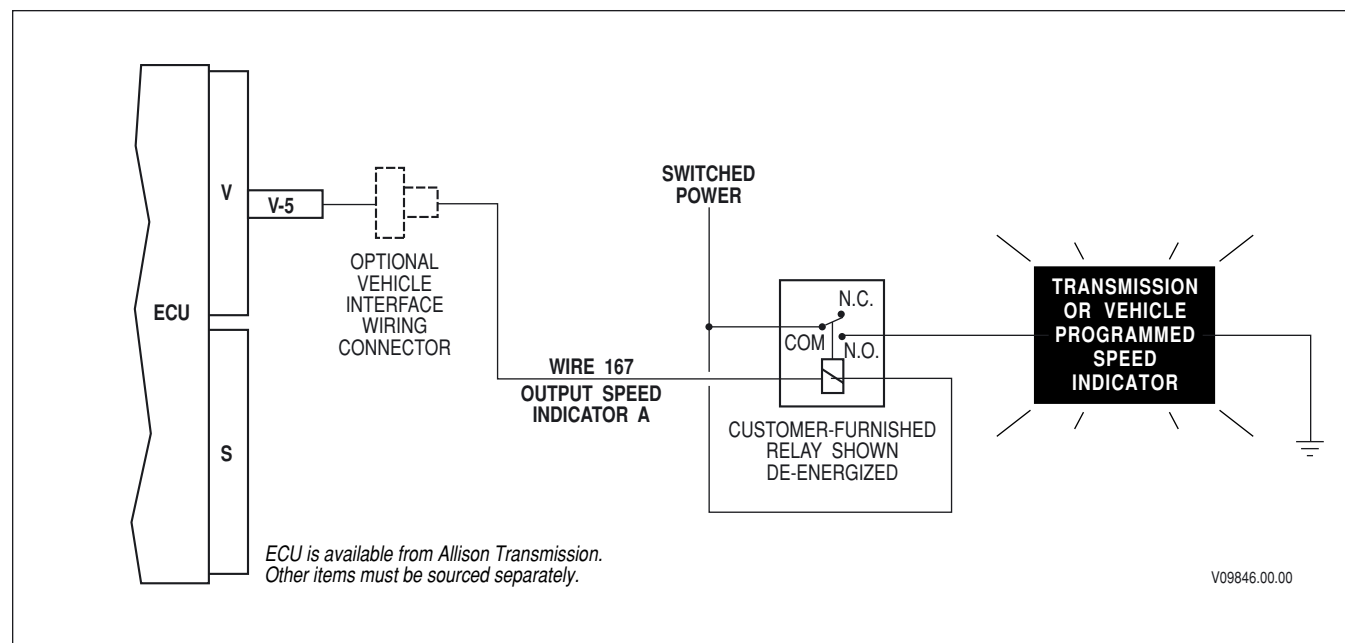 ECU
V
V-5
S
OPTIONAL
VEHICLE
INTERFACE
WIRING
CONNECTOR
WIRE 167
OUTPUT SPEED
INDICATOR A
SWITCHED
POWER
N.C.
COM
N.O.
CUSTOMER-FURNISHED
RELAY SHOWN
DE-ENERGIZED
TRANSMISSION
OR VEHICLE
PROGRAMMED
SPEED
INDICATOR
ECU is available from Allison Transmission.
Other items must be sourced separately.
V09846.00.00